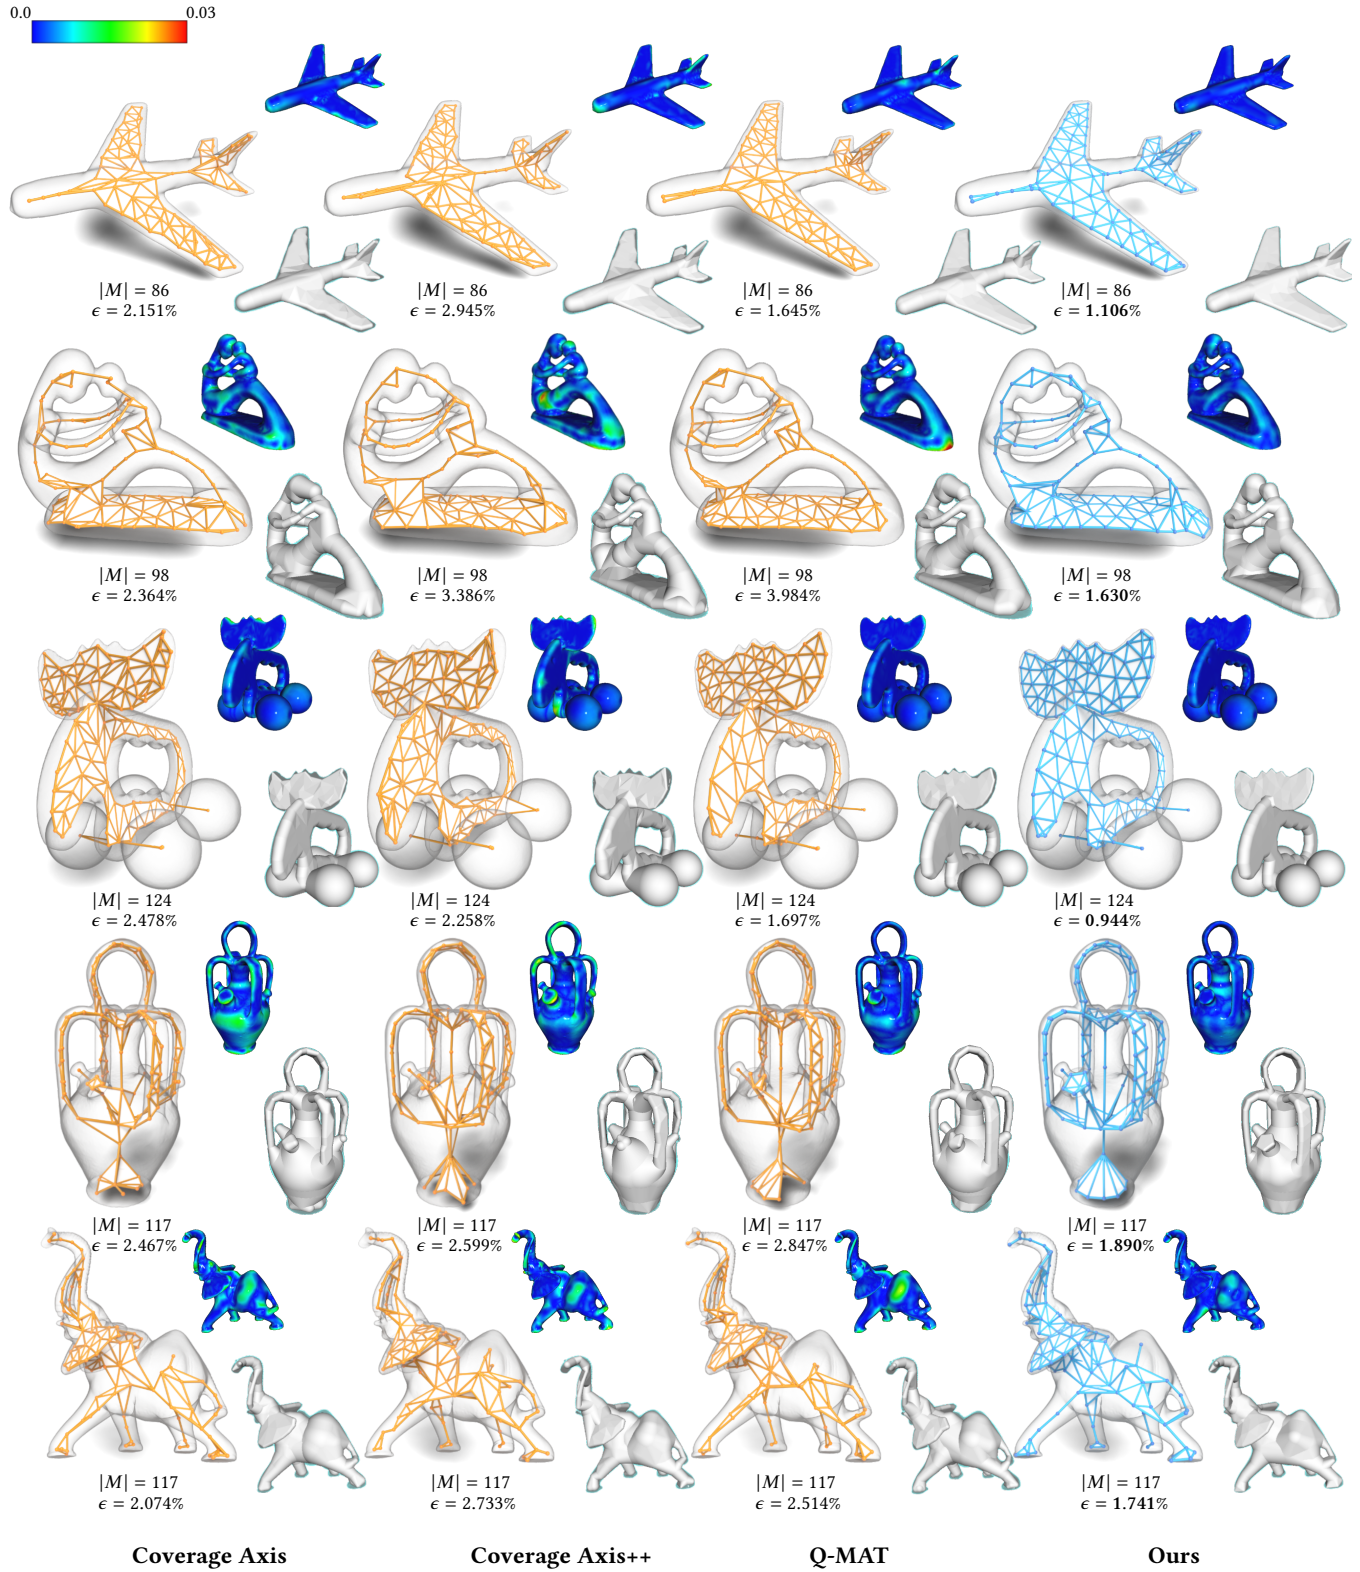 0.0 0.03
|M| = 86 |M| = 86 |M| = 86 |M| = 86
ϵ = 2.151% ϵ = 2.945% ϵ = 1.645% ϵ = 1.106%
|M| = 98 |M| = 98 |M| = 98 |M| = 98
ϵ = 2.364% ϵ = 3.386% ϵ = 3.984% ϵ = 1.630%
|M| = 124 |M| = 124 |M| = 124 |M| = 124
ϵ = 2.478% ϵ = 2.258% ϵ = 1.697% ϵ = 0.944%
|M| = 117 |M| = 117 |M| = 117 |M| = 117
ϵ = 2.467% ϵ = 2.599% ϵ = 2.847% ϵ = 1.890%
|M| = 117 |M| = 117 |M| = 117 |M| = 117
ϵ = 2.074% ϵ = 2.733% ϵ = 2.514% ϵ = 1.741%
Coverage Axis Coverage Axis++ Q-MAT Ours